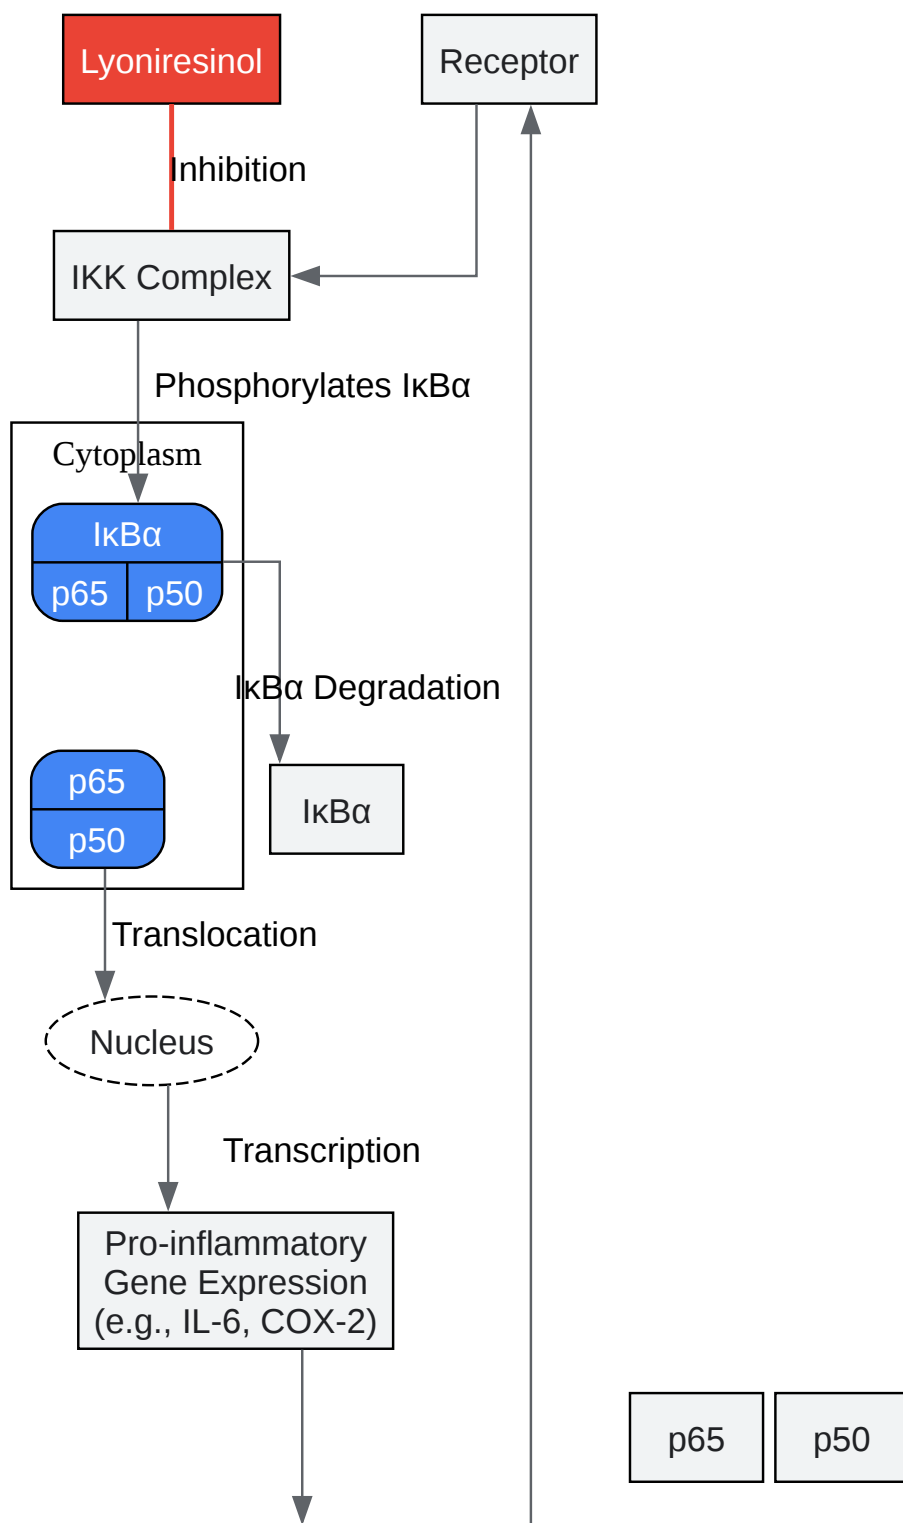 Lyoniresinol
Receptor
Inhibition
IKK Complex
Phosphorylates IκBα
Cytoplasm
IκBα
p65
p50
IκBα Degradation
p65
p50
IκBα
Translocation
Nucleus
Transcription
Pro-inflammatory
Gene Expression
(e.g., IL-6, COX-2)
p65
p50